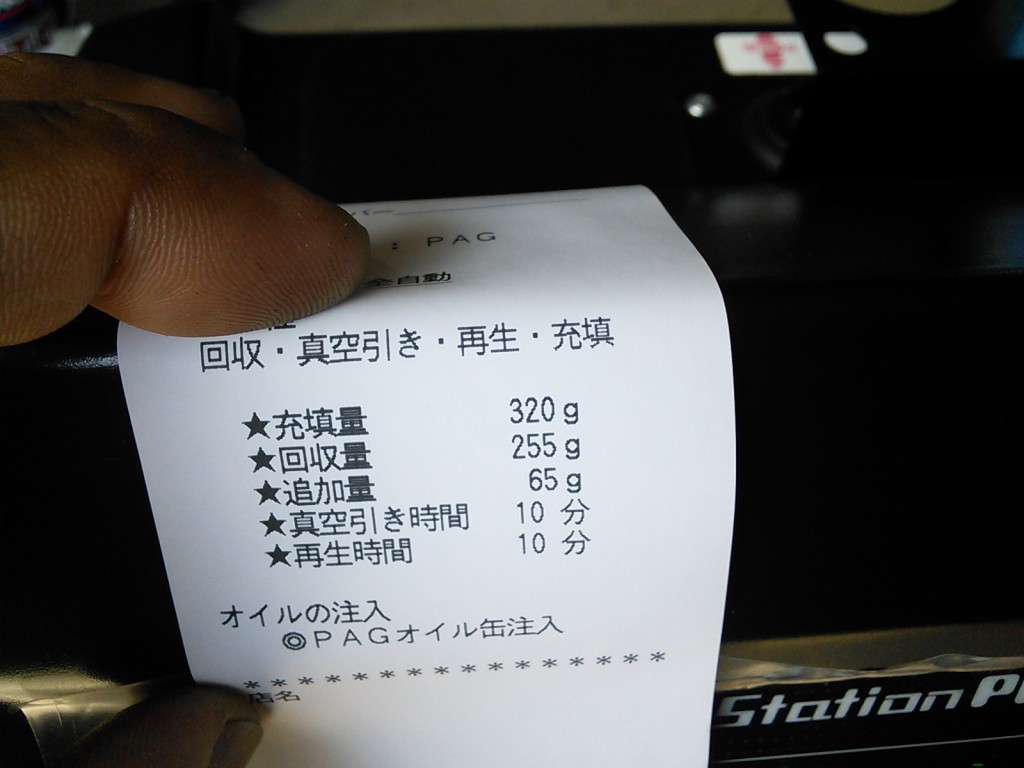 : PAG
全自動
回収・真空引き・再生・充填
★充填量 320g
★回収量 255g
★追加量 65g
★真空引き時間 10 分
★再生時間 10 分
オイルの注入
◎PAGオイル缶注入
****************
店名
Station